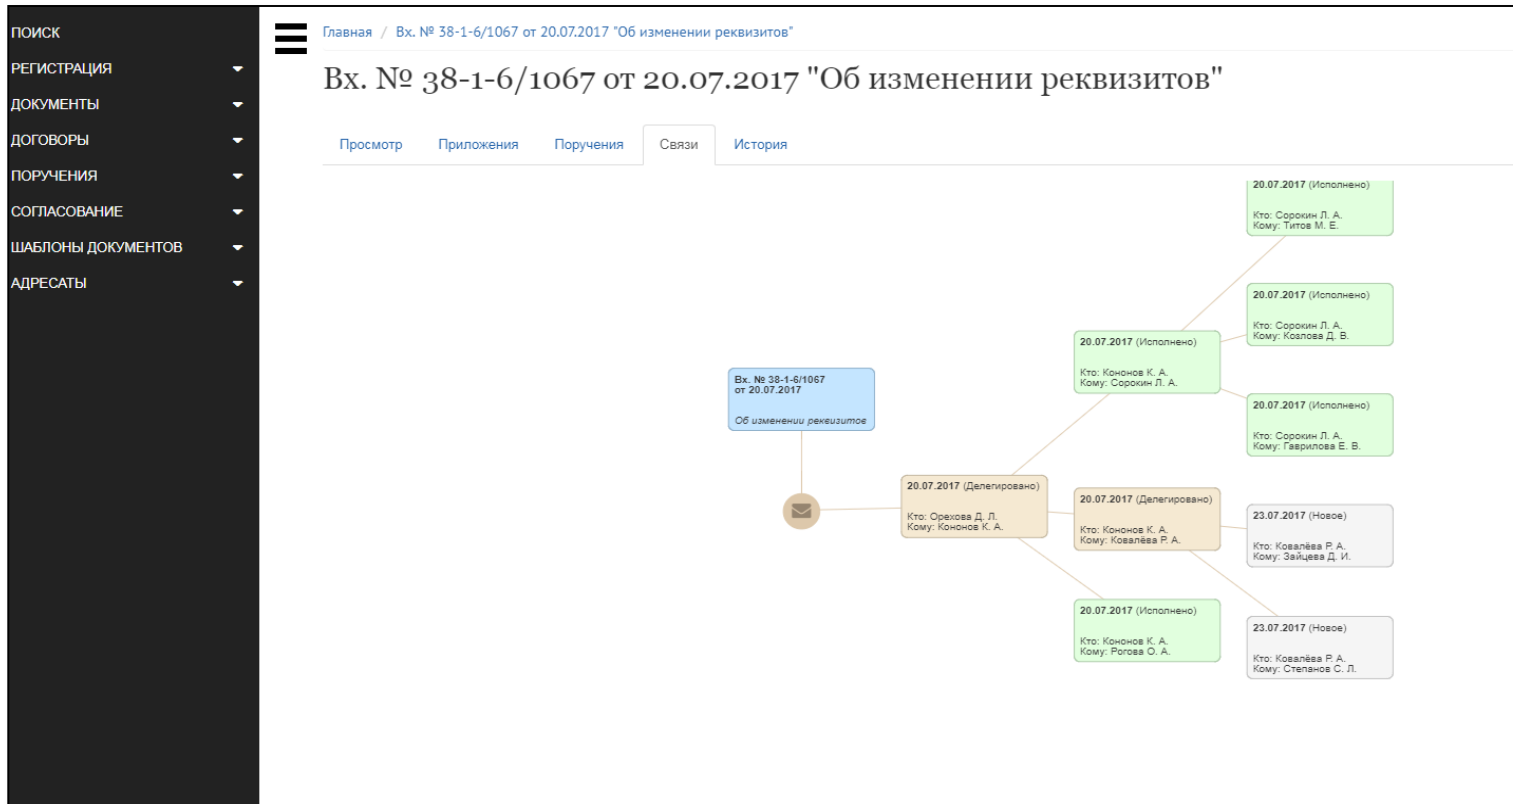 ПОИСК
РЕГИСТРАЦИЯ
ДОКУМЕНТЫ
ДОГОВОРЫ
ПОРУЧЕНИЯ
СОГЛАСОВАНИЕ
ШАБЛОНЫ ДОКУМЕНТОВ
АДРЕСАТЫ
Главная / Вх. № 38-1-6/1067 от 20.07.2017 "Об изменении реквизитов"
Вх. № 38-1-6/1067 от 20.07.2017 "Об изменении реквизитов"
Просмотр Приложения Поручения Связи История
Вх. № 38-1-6/1067
от 20.07.2017
Об изменении реквизитов
20.07.2017 (Делегировано)
Кто: Орехова Д. Л.
Кому: Кононов К. А.
20.07.2017 (Исполнено)
Кто: Кононов К. А.
Кому: Сорокин Л. А.
20.07.2017 (Делегировано)
Кто: Кононов К. А.
Кому: Ковалёва Р. А.
20.07.2017 (Исполнено)
Кто: Кононов К. А.
Кому: Рогова О. А.
20.07.2017 (Исполнено)
Кто: Сорокин Л. А.
Кому: Титов М. Е.
20.07.2017 (Исполнено)
Кто: Сорокин Л. А.
Кому: Козлова Д. В.
20.07.2017 (Исполнено)
Кто: Сорокин Л. А.
Кому: Гаврилова Е. В.
23.07.2017 (Новое)
Кто: Ковалёва Р. А.
Кому: Зайцева Д. И.
23.07.2017 (Новое)
Кто: Ковалёва Р. А.
Кому: Степанов С. Л.